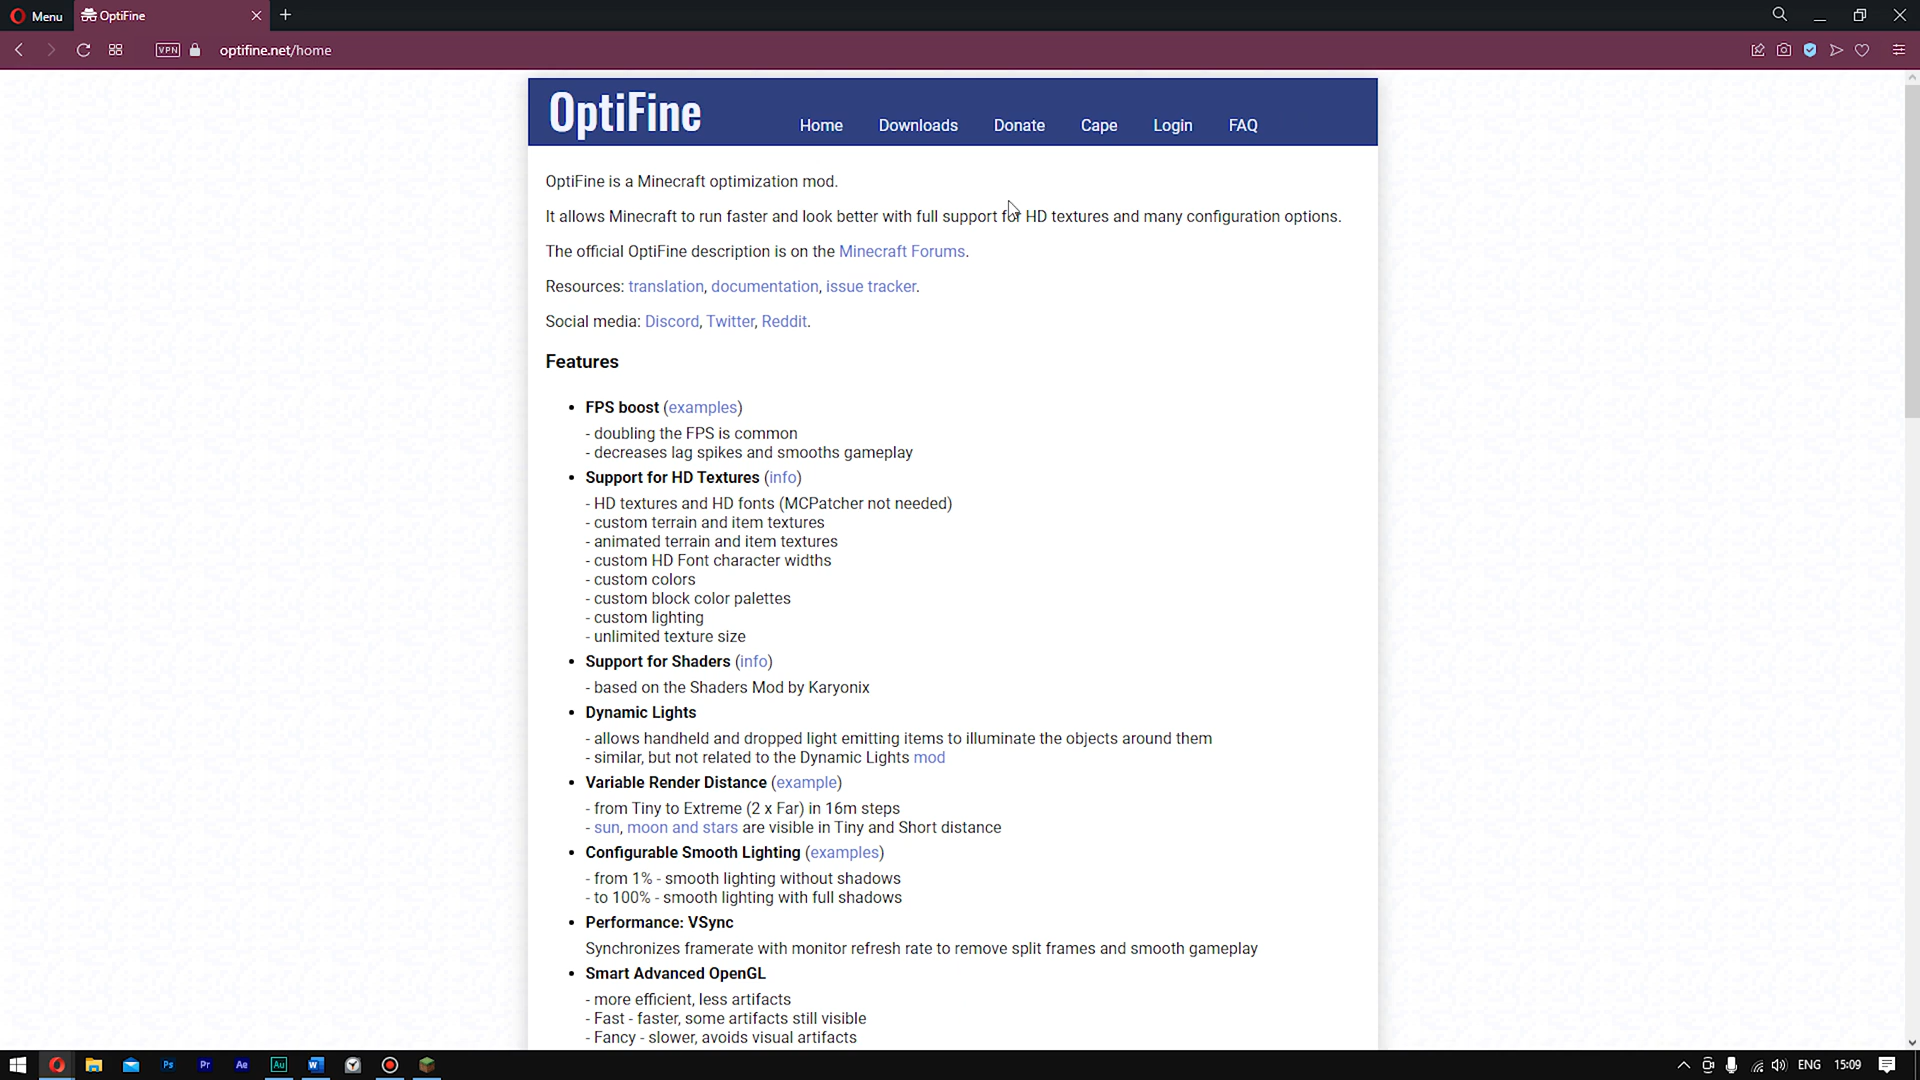 Menu
OptiFine
VPN
optifine.net/home
OptiFine
Home Downloads Donate Cape Login FAQ
OptiFine is a Minecraft optimization mod.
It allows Minecraft to run faster and look better with full support for HD textures and many configuration options.
The official OptiFine description is on the Minecraft Forums.
Resources: translation, documentation, issue tracker.
Social media: Discord, Twitter, Reddit.
Features
• FPS boost (examples)
- doubling the FPS is common
- decreases lag spikes and smooths gameplay
• Support for HD Textures (info)
- HD textures and HD fonts (MCPatcher not needed)
- custom terrain and item textures
- animated terrain and item textures
- custom HD Font character widths
- custom colors
- custom block color palettes
- custom lighting
- unlimited texture size
• Support for Shaders (info)
- based on the Shaders Mod by Karyonix
• Dynamic Lights
- allows handheld and dropped light emitting items to illuminate the objects around them
- similar, but not related to the Dynamic Lights mod
• Variable Render Distance (example)
- from Tiny to Extreme (2 x Far) in 16m steps
- sun, moon and stars are visible in Tiny and Short distance
• Configurable Smooth Lighting (examples)
- from 1% - smooth lighting without shadows
- to 100% - smooth lighting with full shadows
• Performance: VSync
Synchronizes framerate with monitor refresh rate to remove split frames and smooth gameplay
• Smart Advanced OpenGL
- more efficient, less artifacts
- Fast - faster, some artifacts still visible
- Fancy - slower, avoids visual artifacts
Ps Pr Ae Au W ENG 15:09